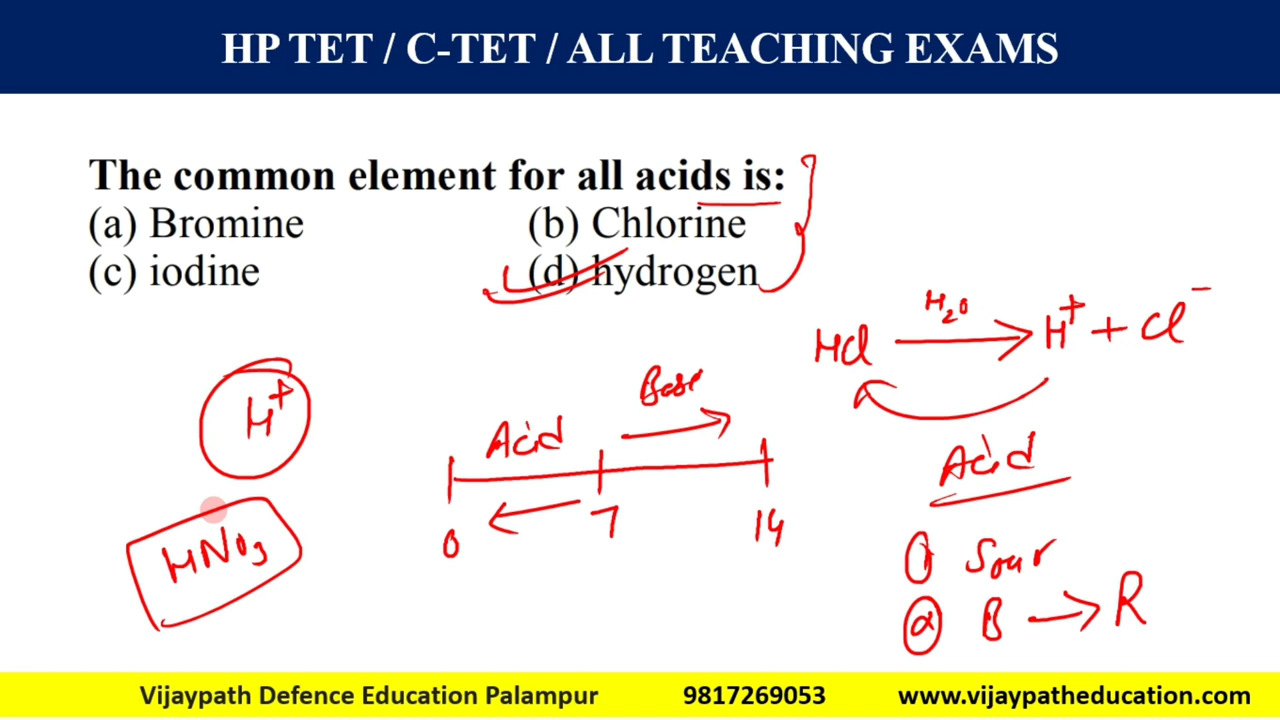 HP TET / C-TET / ALL TEACHING EXAMS
The common element for all acids is:
(a) Bromine (b) Chlorine
(c) iodine (d) hydrogen
HCl H₂O → H⁺ + Cl⁻
H⁺
Acid Base →
←
0 7 14
HNO₃
Acid
① Sour
② B → R
Vijaypath Defence Education Palampur 9817269053 www.vijaypatheducation.com